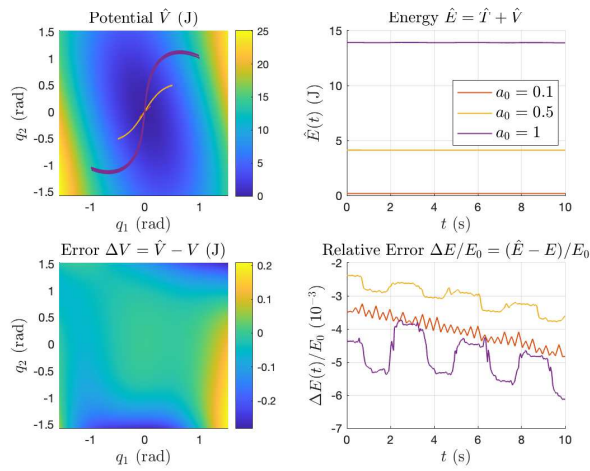 Potential V̂ (J)
1.5
1
0.5
0
-0.5
-1
-1.5
q₂ (rad)
-1 0 1
q₁ (rad)
25
20
15
10
5
0
Energy Ê = T̂ + V̂
15
10
5
0
Ê(t) (J)
a₀ = 0.1
a₀ = 0.5
a₀ = 1
0 2 4 6 8 10
t (s)
Error ΔV = V̂ − V (J)
1.5
1
0.5
0
-0.5
-1
-1.5
q₂ (rad)
-1 0 1
q₁ (rad)
0.2
0.1
0
-0.1
-0.2
Relative Error ΔE/E₀ = (Ê − E)/E₀
-2
-3
-4
-5
-6
-7
ΔE(t)/E₀ (10⁻³)
0 2 4 6 8 10
t (s)